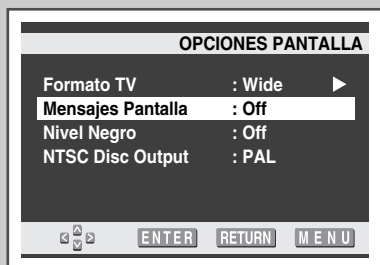 OPCIONES PANTALLA
Formato TV : Wide
Mensajes Pantalla : Off
Nivel Negro : Off
NTSC Disc Output : PAL
ENTER RETURN MENU